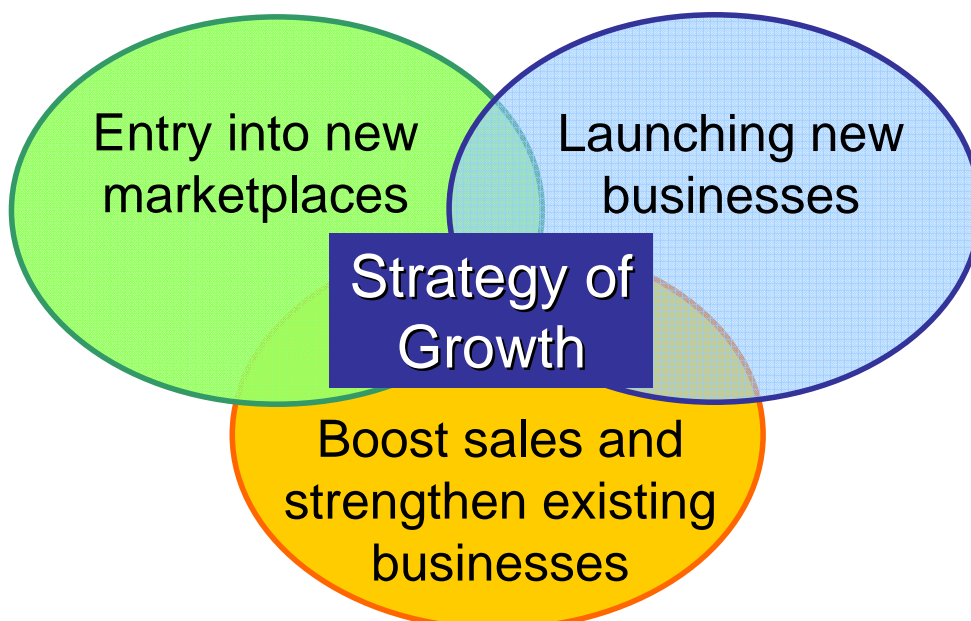 Entry into new
marketplaces
Launching new
businesses
Strategy of
Growth
Boost sales and
strengthen existing
businesses